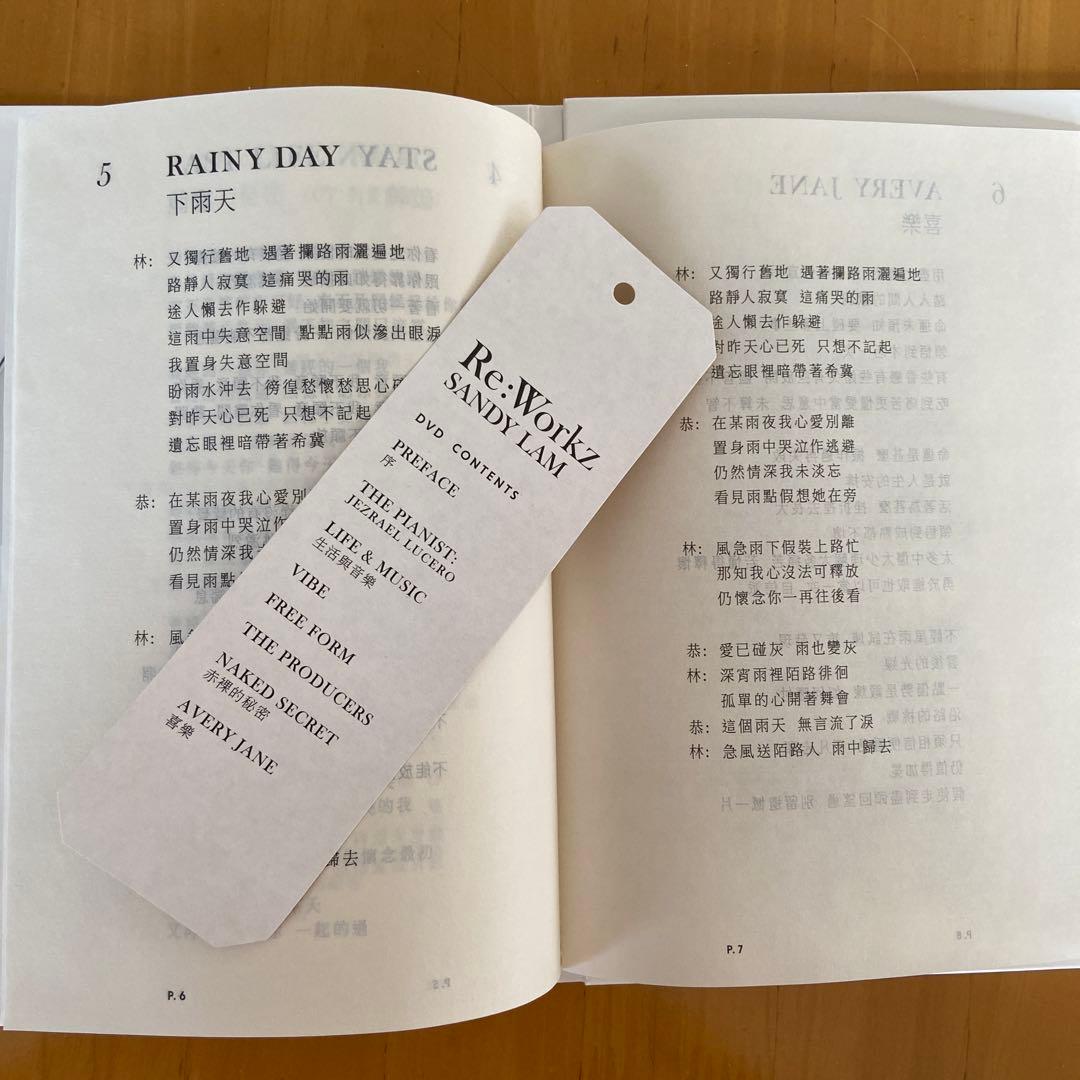 5 RAINY DAY
下雨天
林: 又獨行舊地 遇著攔路雨灑遍地
路靜人寂寞 這痛哭的雨
途人懶去作躲避
這雨中失意空間 點點雨似滲出眼淚
我置身失意空間
盼雨水沖去 徬徨愁懷愁思心
對昨天心已死 只想不記起
遺忘眼裡暗帶著希冀
恭: 在某雨夜我心愛別
置身雨中哭泣作
仍然情深我
看見雨點
林: 風
歸去
P. 6
Re:Workz
SANDY LAM
DVD CONTENTS
PREFACE
序
THE PIANIST:
JEZRAEL LUCERO
LIFE & MUSIC
生活與音樂
VIBE
FREE FORM
THE PRODUCERS
NAKED SECRET
赤裸的秘密
AVERY JANE
喜樂
林: 又獨行舊地 遇著攔路雨灑遍地
路靜人寂寞 這痛哭的雨
途人懶去作躲避
對昨天心已死 只想不記起
遺忘眼裡暗帶著希冀
恭: 在某雨夜我心愛別離
置身雨中哭泣作逃避
仍然情深我未淡忘
看見雨點假想她在旁
林: 風急雨下假裝上路忙
那知我心沒法可釋放
仍懷念你一再往後看
恭: 愛已碰灰 雨也變灰
林: 深宵雨裡陌路徘徊
孤單的心開著舞會
恭: 這個雨天 無言流了淚
林: 急風送陌路人 雨中歸去
P. 7